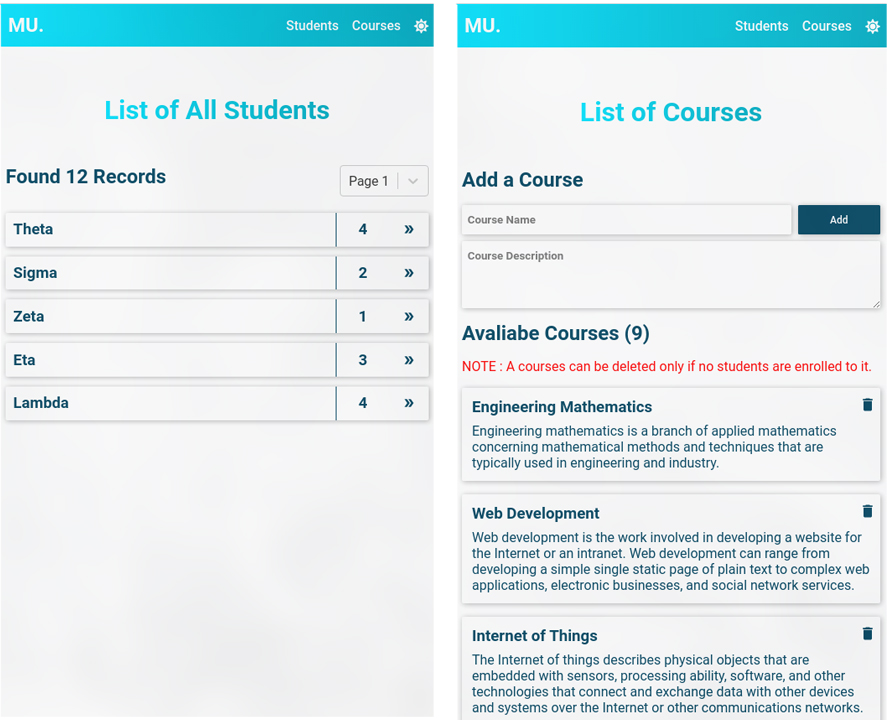 MU.
Students Courses
List of All Students
Found 12 Records
Page 1
Theta 4 »
Sigma 2 »
Zeta 1 »
Eta 3 »
Lambda 4 »
MU.
Students Courses
List of Courses
Add a Course
Course Name
Add
Course Description
Avaliabe Courses (9)
NOTE : A courses can be deleted only if no students are enrolled to it.
Engineering Mathematics
Engineering mathematics is a branch of applied mathematics
concerning mathematical methods and techniques that are
typically used in engineering and industry.
Web Development
Web development is the work involved in developing a website for
the Internet or an intranet. Web development can range from
developing a simple single static page of plain text to complex web
applications, electronic businesses, and social network services.
Internet of Things
The Internet of things describes physical objects that are
embedded with sensors, processing ability, software, and other
technologies that connect and exchange data with other devices
and systems over the Internet or other communications networks.